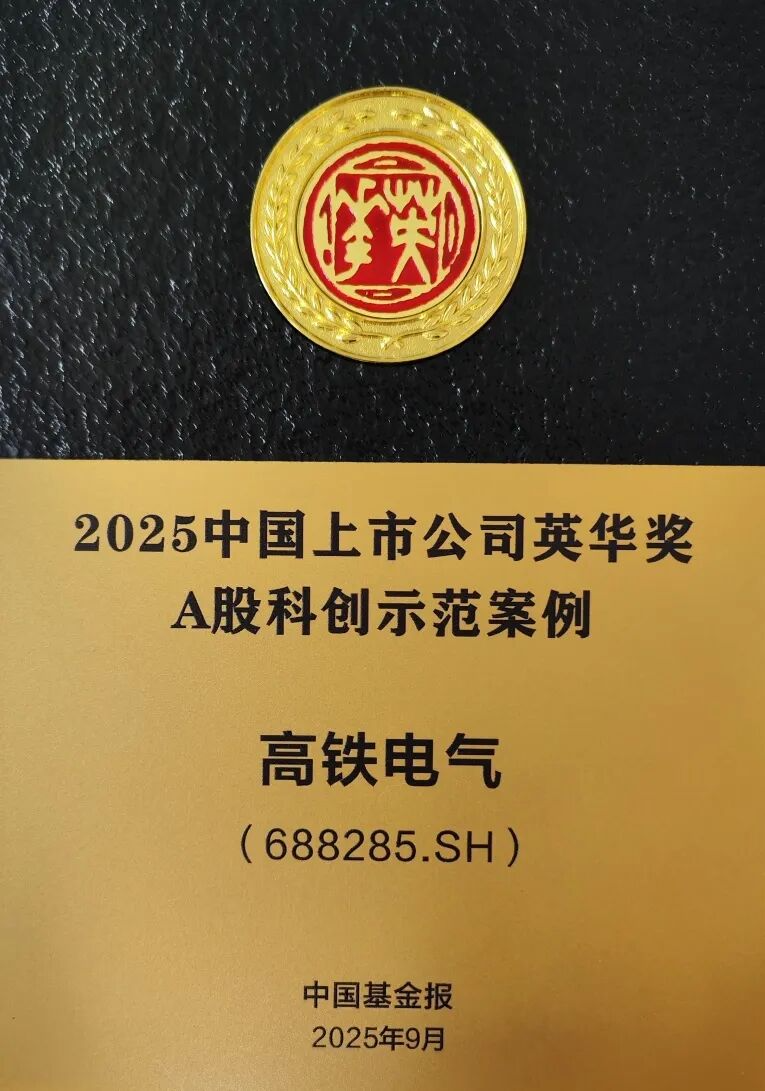 華英
2025中国上市公司英华奖
A股科创示范案例
高铁电气
（688285.SH）
中国基金报
2025年9月